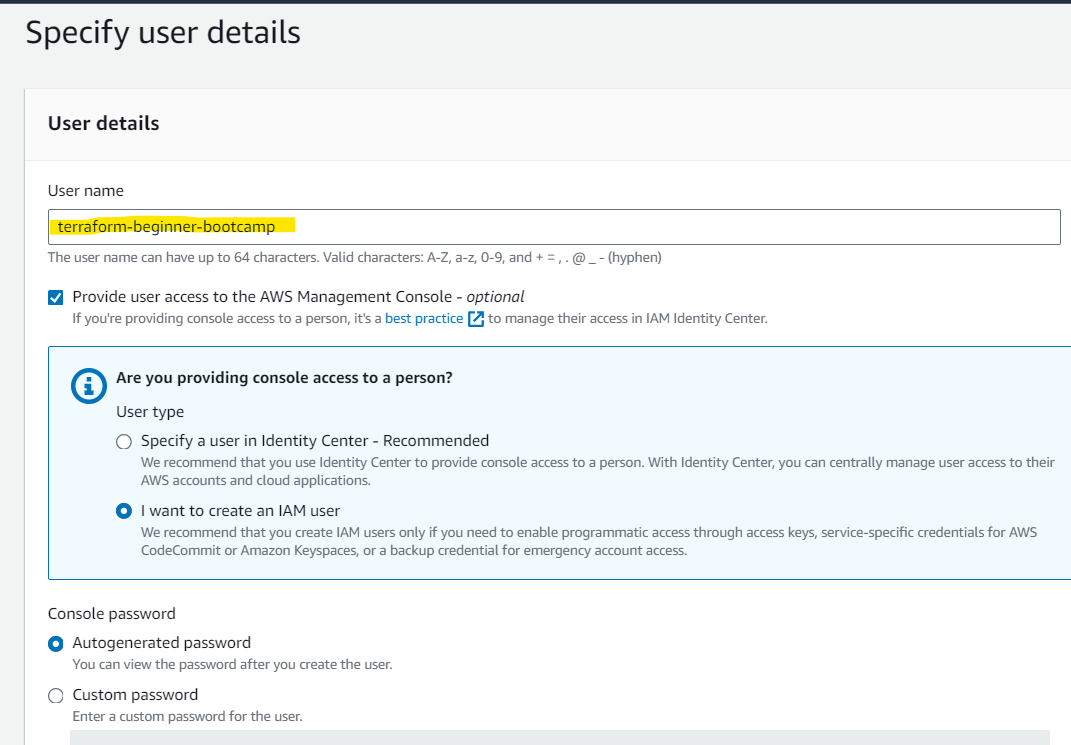 Specify user details
User details
User name
terraform-beginner-bootcamp
The user name can have up to 64 characters. Valid characters: A-Z, a-z, 0-9, and + = , . @ _ - (hyphen)
Provide user access to the AWS Management Console - optional
If you're providing console access to a person, it's a best practice to manage their access in IAM Identity Center.
Are you providing console access to a person?
User type
Specify a user in Identity Center - Recommended
We recommend that you use Identity Center to provide console access to a person. With Identity Center, you can centrally manage user access to their
AWS accounts and cloud applications.
I want to create an IAM user
We recommend that you create IAM users only if you need to enable programmatic access through access keys, service-specific credentials for AWS
CodeCommit or Amazon Keyspaces, or a backup credential for emergency account access.
Console password
Autogenerated password
You can view the password after you create the user.
Custom password
Enter a custom password for the user.